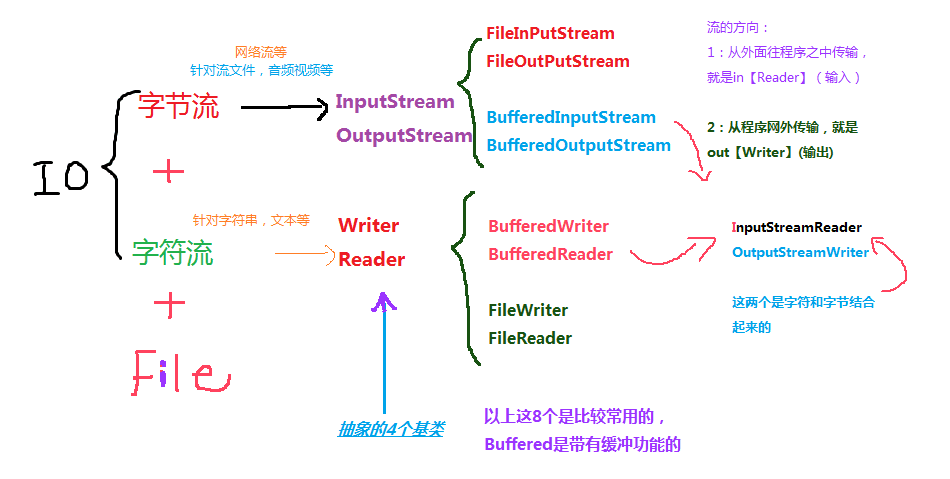 网络流等
针对流文件，音频视频等
IO
字节流
InputStream
OutputStream
FileInPutStream
FileOutPutStream
BufferedInputStream
BufferedOutputStream
流的方向：
1：从外面往程序之中传输，
就是in【Reader】（输入）
2：从程序网外传输，就是
out【Writer】(输出)
+
针对字符串，文本等
字符流
Writer
Reader
BufferedWriter
BufferedReader
FileWriter
FileReader
InputStreamReader
OutputStreamWriter
这两个是字符和字节结合
起来的
+
File
抽象的4个基类
以上这8个是比较常用的，
Buffered是带有缓冲功能的